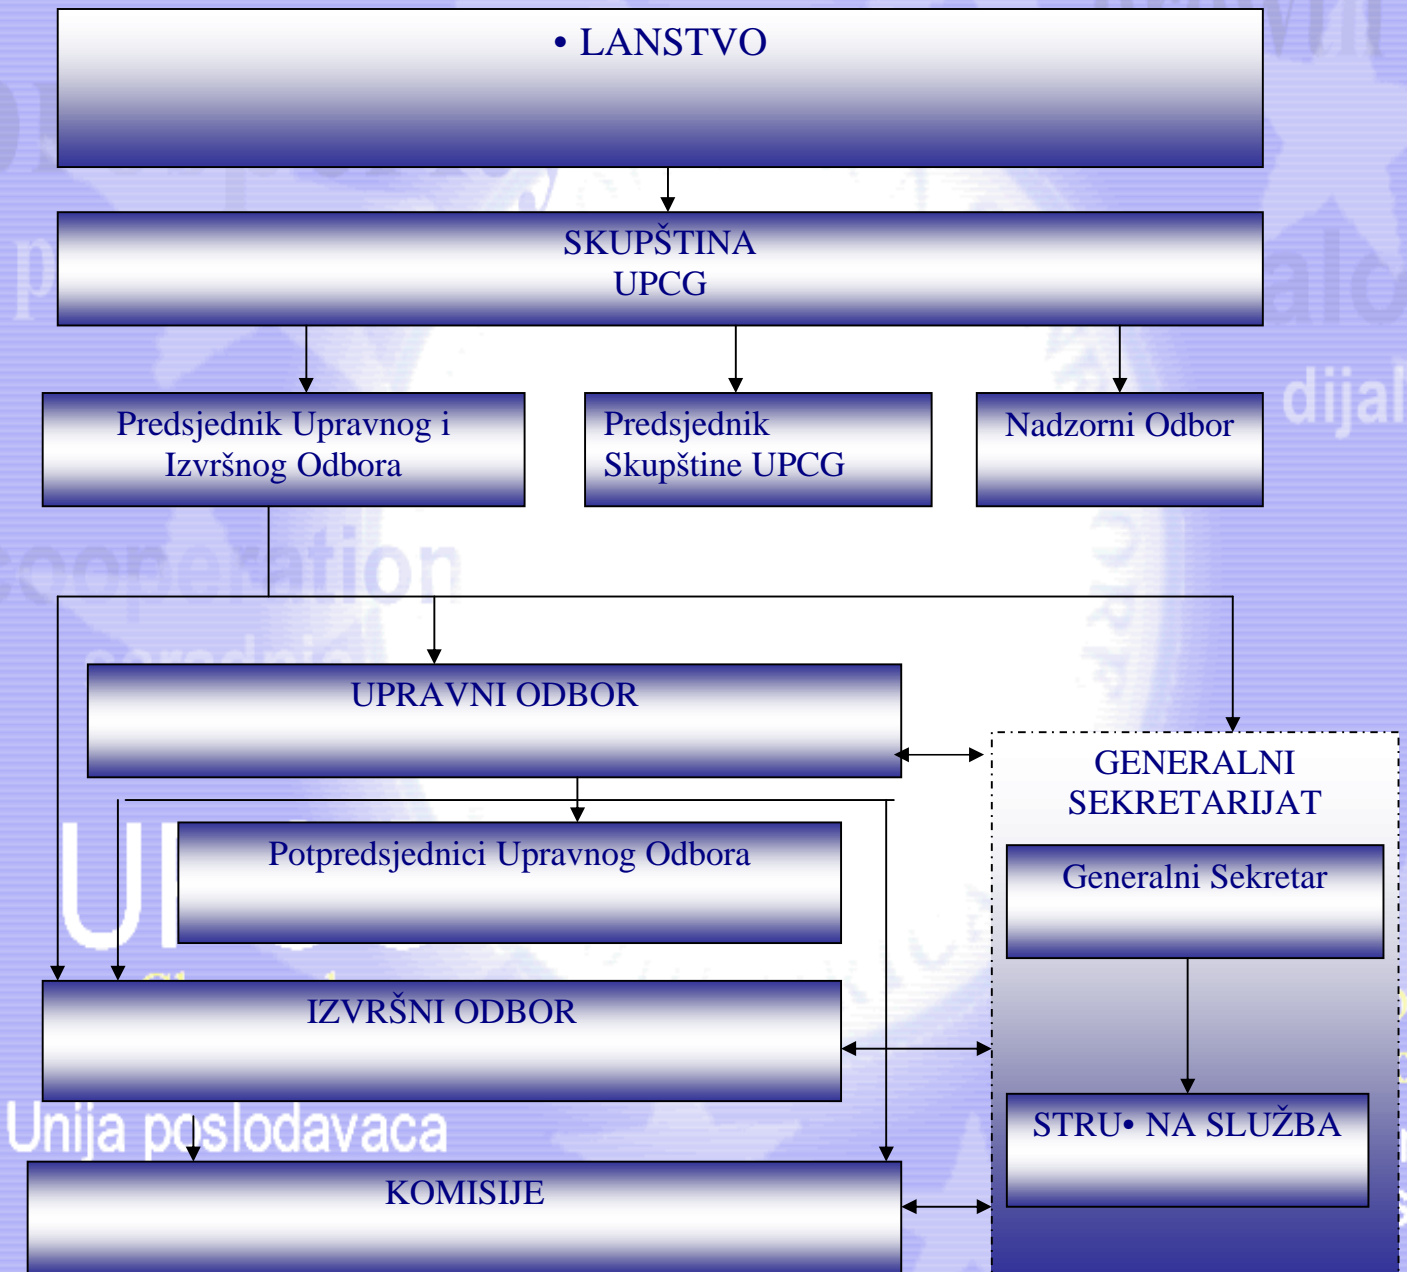 • LANSTVO
SKUPŠTINA
UPCG
Predsjednik Upravnog i
Izvršnog Odbora
Predsjednik
Skupštine UPCG
Nadzorni Odbor
dijal
cooperation
UPRAVNI ODBOR
GENERALNI
SEKRETARIJAT
Potpredsjednici Upravnog Odbora
Generalni Sekretar
IZVRŠNI ODBOR
Unija poslodavaca
STRU• NA SLUŽBA
KOMISIJE